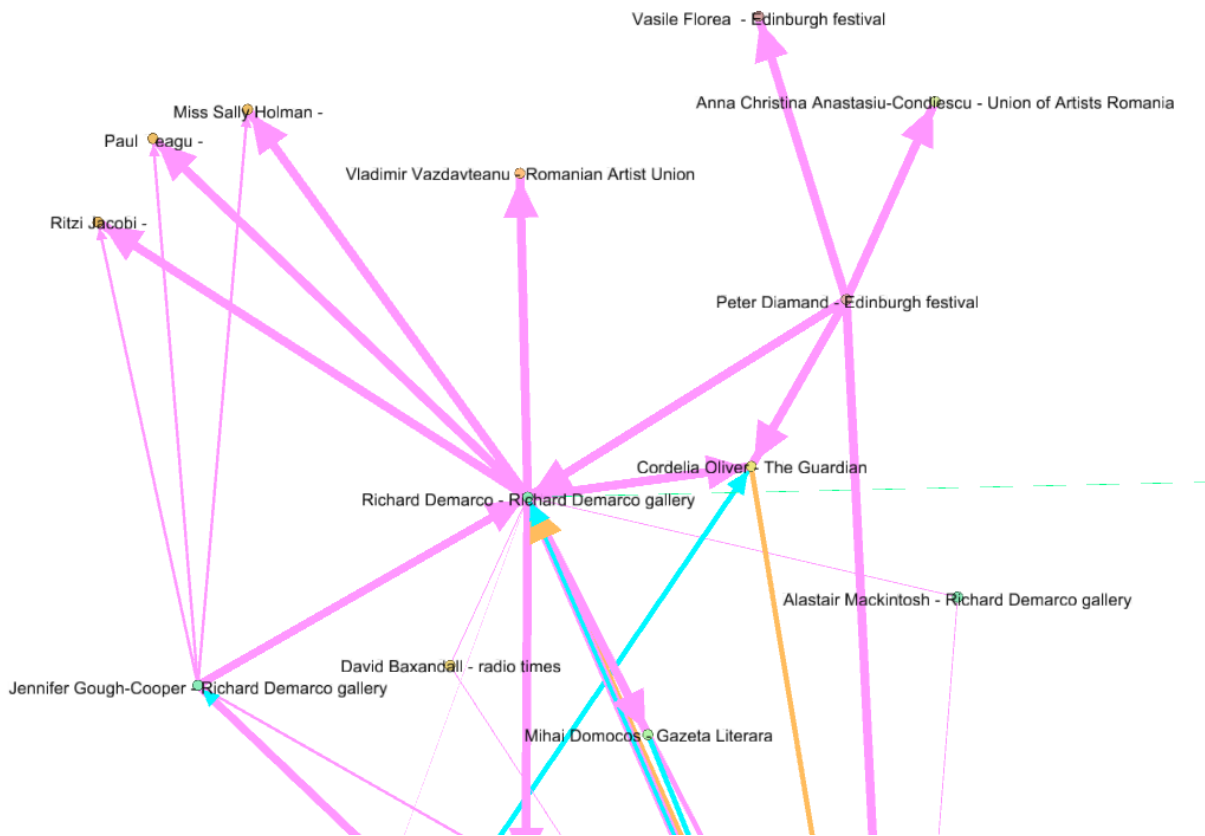 Vasile Florea - Edinburgh festival
Anna Christina Anastasiu-Condiescu - Union of Artists Romania
Miss Sally Holman -
Paul eagu -
Vladimir Vazdavteanu - Romanian Artist Union
Ritzi Jacobi -
Peter Diamand - Edinburgh festival
Cordelia Oliver - The Guardian
Richard Demarco - Richard Demarco gallery
Alastair Mackintosh - Richard Demarco gallery
David Baxandall - radio times
Jennifer Gough-Cooper - Richard Demarco gallery
Mihai Domocos - Gazeta Literara